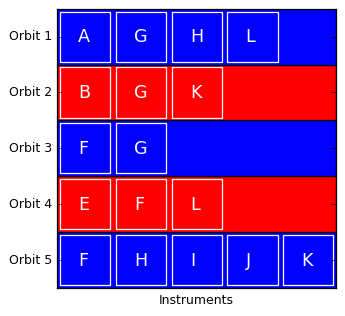 Orbit 1 A G H L
Orbit 2 B G K
Orbit 3 F G
Orbit 4 E F L
Orbit 5 F H I J K
Instruments